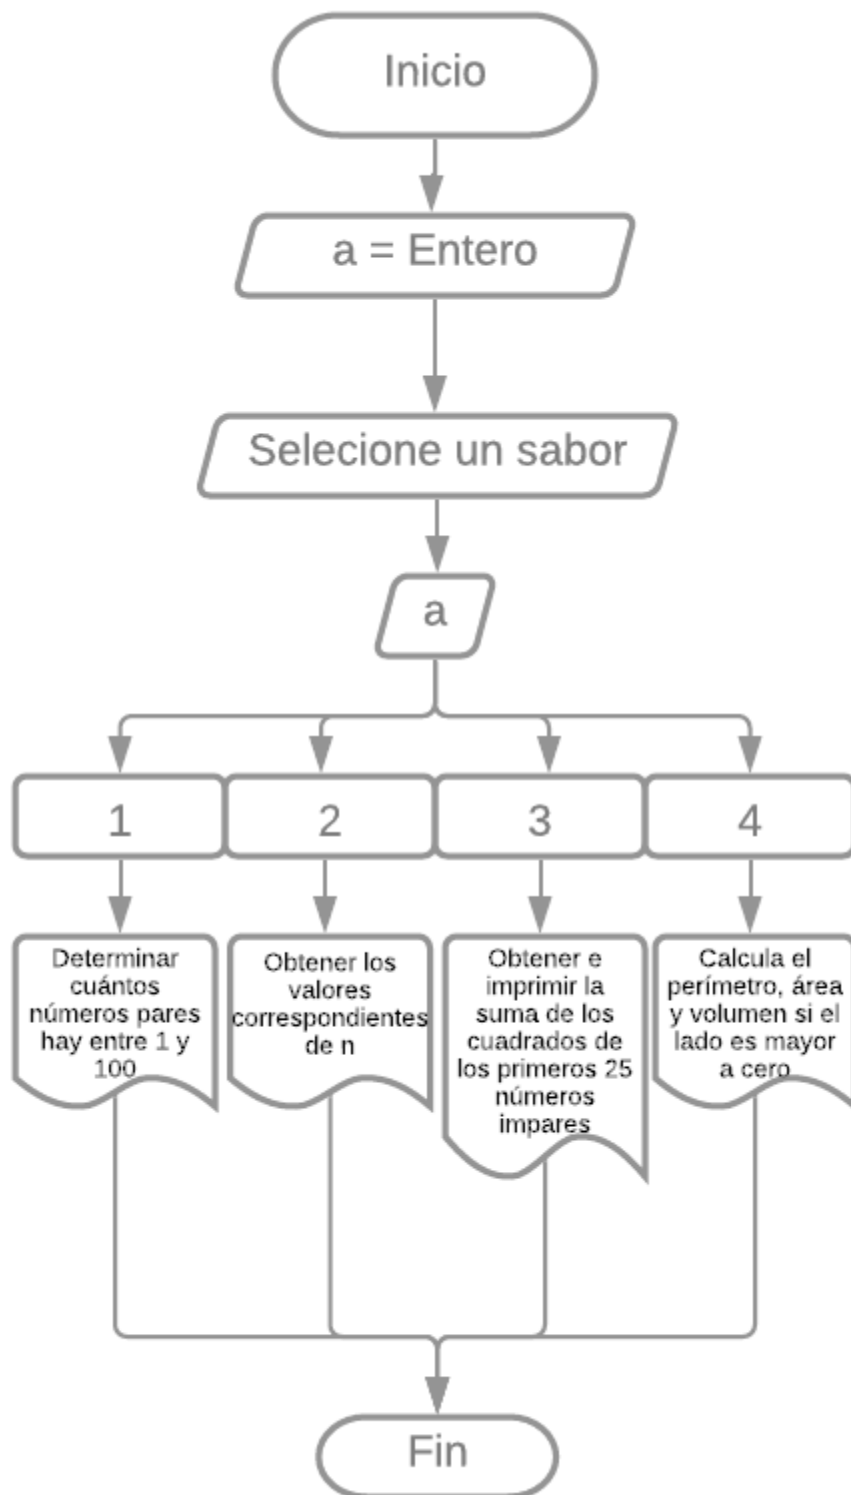 Inicio
a = Entero
Selecione un sabor
a
1
2
3
4
Determinar
cuántos
números pares
hay entre 1 y
100
Obtener los
valores
correspondientes
de n
Obtener e
imprimir la
suma de los
cuadrados de
los primeros 25
números
impares
Calcula el
perímetro, área
y volumen si el
lado es mayor
a cero
Fin